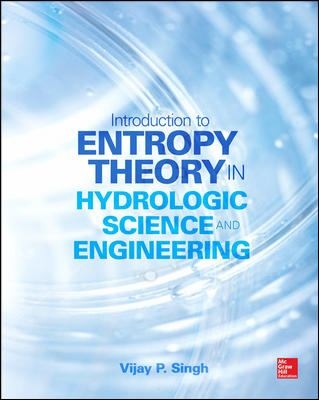 Introduction to
ENTROPY
THEORY IN
HYDROLOGIC
SCIENCE AND
ENGINEERING
Vijay P. Singh
Mc
Graw
Hill
Education